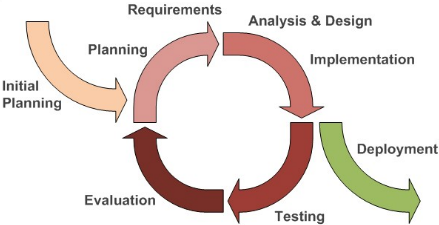 Requirements
Analysis & Design
Planning
Implementation
Initial
Planning
Deployment
Evaluation
Testing